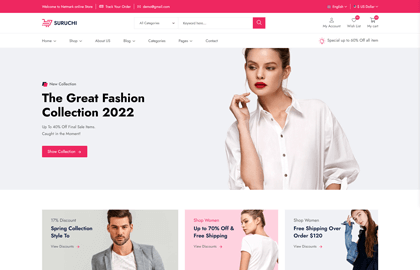 Welcome to Suruchi online Store
Track Your Order
demo@gmail.com
English
$ US Dollar
SURUCHI
All Categories
Keyword here...
My Account
Wish List
My cart
Home
Shop
About US
Blog
Categories
Pages
Contact
Special up to 60% Off all item
New Collection
The Great Fashion
Collection 2022
Up To 40% Off Final Sale Items.
Caught in the Moment!
Show Collection
17% Discount
Spring Collection
Style To
View Discounts
Shop Women
Up to 70% Off &
Free Shipping
View Discounts
Shop Women
Free Shipping Over
Order $120
View Discounts